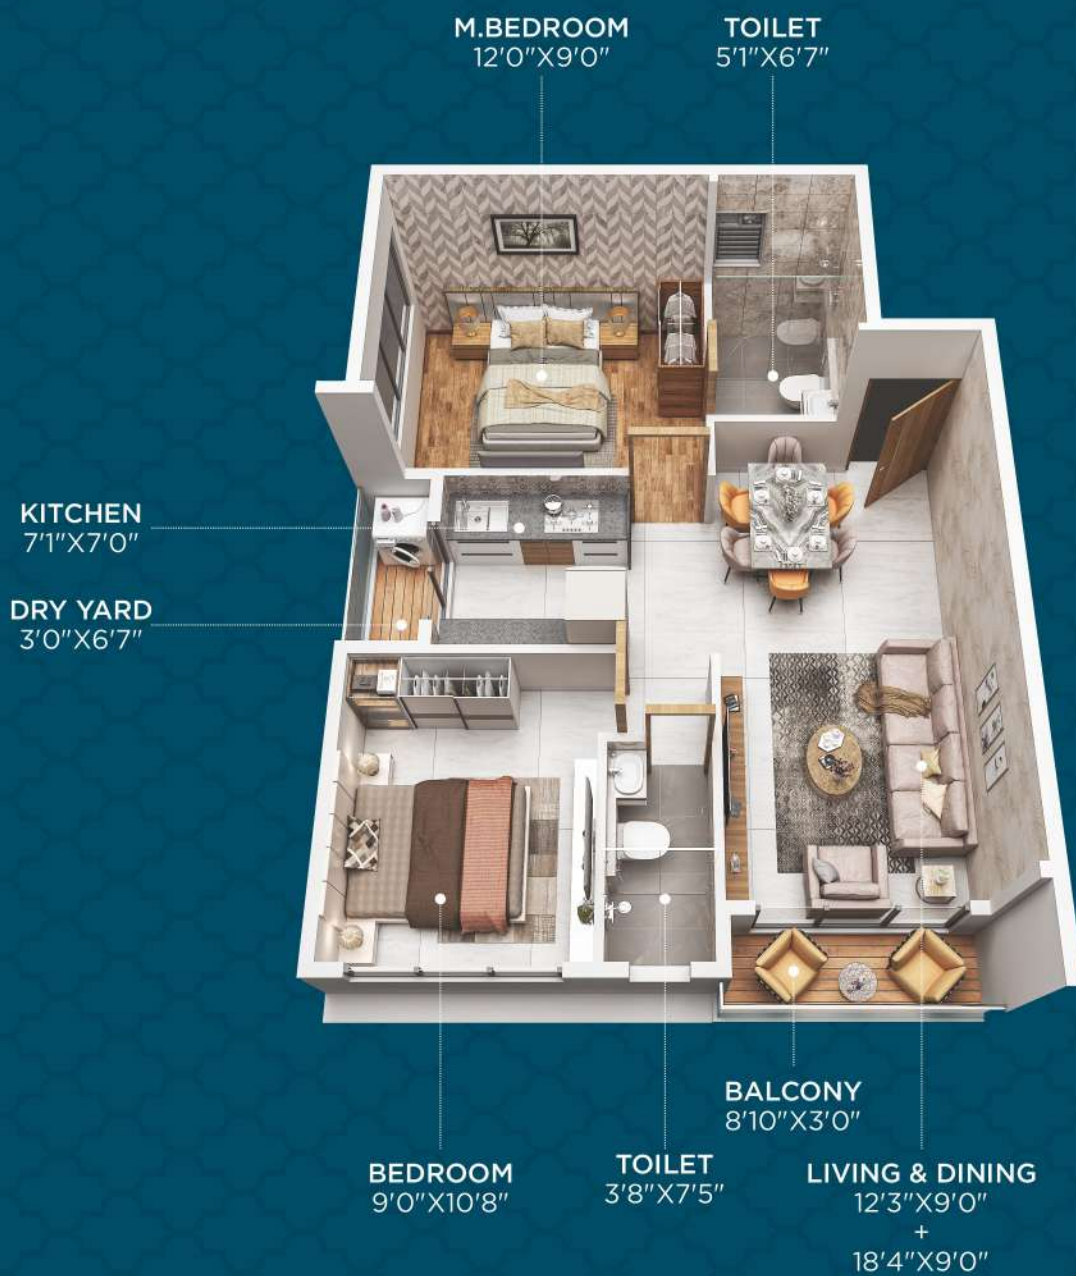 M.BEDROOM
12'0"X9'0"
TOILET
5'1"X6'7"
KITCHEN
7'1"X7'0"
DRY YARD
3'0"X6'7"
BALCONY
8'10"X3'0"
BEDROOM
9'0"X10'8"
TOILET
3'8"X7'5"
LIVING & DINING
12'3"X9'0"
+
18'4"X9'0"